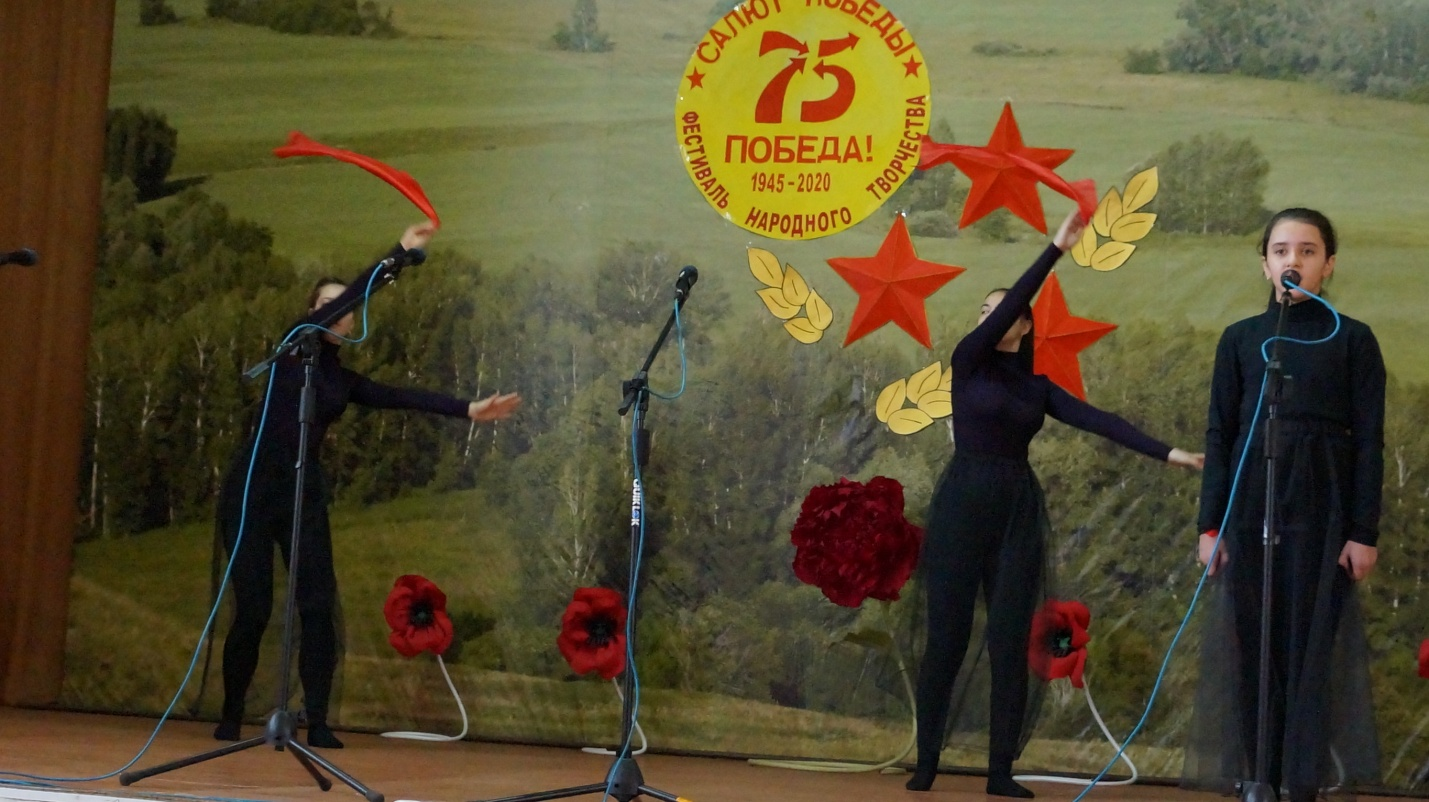 САЛЮТ ПОБЕДЫ
75
ПОБЕДА!
1945-2020
ФЕСТИВАЛЬ НАРОДНОГО ТВОРЧЕСТВА